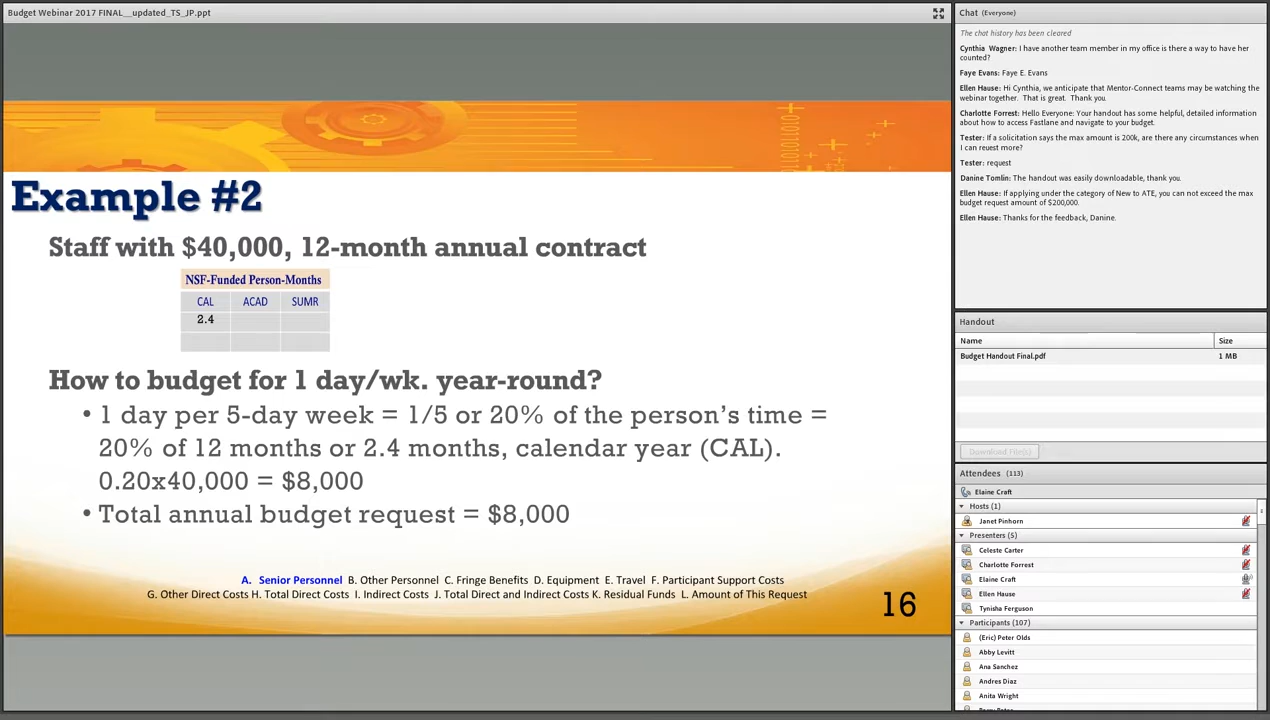 Budget Webinar 2017 FINAL__updated_TS_JP.ppt
Example #2
Staff with $40,000, 12-month annual contract
NSF-Funded Person-Months
CAL ACAD SUMR
2.4
How to budget for 1 day/wk. year-round?
• 1 day per 5-day week = 1/5 or 20% of the person's time =
20% of 12 months or 2.4 months, calendar year (CAL).
0.20x40,000 = $8,000
• Total annual budget request = $8,000
A. Senior Personnel B. Other Personnel C. Fringe Benefits D. Equipment E. Travel F. Participant Support Costs
G. Other Direct Costs H. Total Direct Costs I. Indirect Costs J. Total Direct and Indirect Costs K. Residual Funds L. Amount of This Request
16
Chat (Everyone)
The chat history has been cleared
Cynthia Wagner: I have another team member in my office is there a way to have her
counted?
Faye Evans: Faye E. Evans
Ellen Hause: Hi Cynthia, we anticipate that Mentor-Connect teams may be watching the
webinar together. That is great. Thank you.
Charlotte Forrest: Hello Everyone: Your handout has some helpful, detailed information
about how to access Fastlane and navigate to your budget.
Tester: If a solicitation says the max amount is 200k, are there any circumstances when
I can reuest more?
Tester: request
Danine Tomlin: The handout was easily downloadable, thank you.
Ellen Hause: If applying under the category of New to ATE, you can not exceed the max
budget request amount of $200,000.
Ellen Hause: Thanks for the feedback, Danine.
Handout
Name Size
Budget Handout Final.pdf 1 MB
Download File(s)
Attendees (113)
Elaine Craft
Hosts (1)
Janet Pinhorn
Presenters (5)
Celeste Carter
Charlotte Forrest
Elaine Craft
Ellen Hause
Tynisha Ferguson
Participants (107)
(Eric) Peter Olds
Abby Levitt
Ana Sanchez
Andres Diaz
Anita Wright